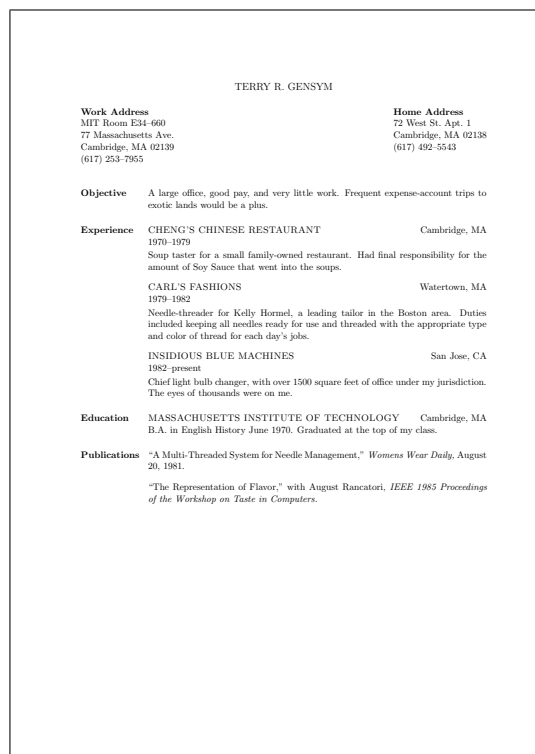 TERRY R. GENSYM
Work Address
MIT Room E34–660
77 Massachusetts Ave.
Cambridge, MA 02139
(617) 253–7955
Home Address
72 West St. Apt. 1
Cambridge, MA 02138
(617) 492–5543
Objective A large office, good pay, and very little work. Frequent expense-account trips to
exotic lands would be a plus.
Experience CHENG'S CHINESE RESTAURANT Cambridge, MA
1970–1979
Soup taster for a small family-owned restaurant. Had final responsibility for the
amount of Soy Sauce that went into the soups.
CARL'S FASHIONS Watertown, MA
1979–1982
Needle-threader for Kelly Hormel, a leading tailor in the Boston area. Duties
included keeping all needles ready for use and threaded with the appropriate type
and color of thread for each day's jobs.
INSIDIOUS BLUE MACHINES San Jose, CA
1982–present
Chief light bulb changer, with over 1500 square feet of office under my jurisdiction.
The eyes of thousands were on me.
Education MASSACHUSETTS INSTITUTE OF TECHNOLOGY Cambridge, MA
B.A. in English History June 1970. Graduated at the top of my class.
Publications “A Multi-Threaded System for Needle Management,” Womens Wear Daily, August
20, 1981.
“The Representation of Flavor,” with August Rancatori, IEEE 1985 Proceedings
of the Workshop on Taste in Computers.